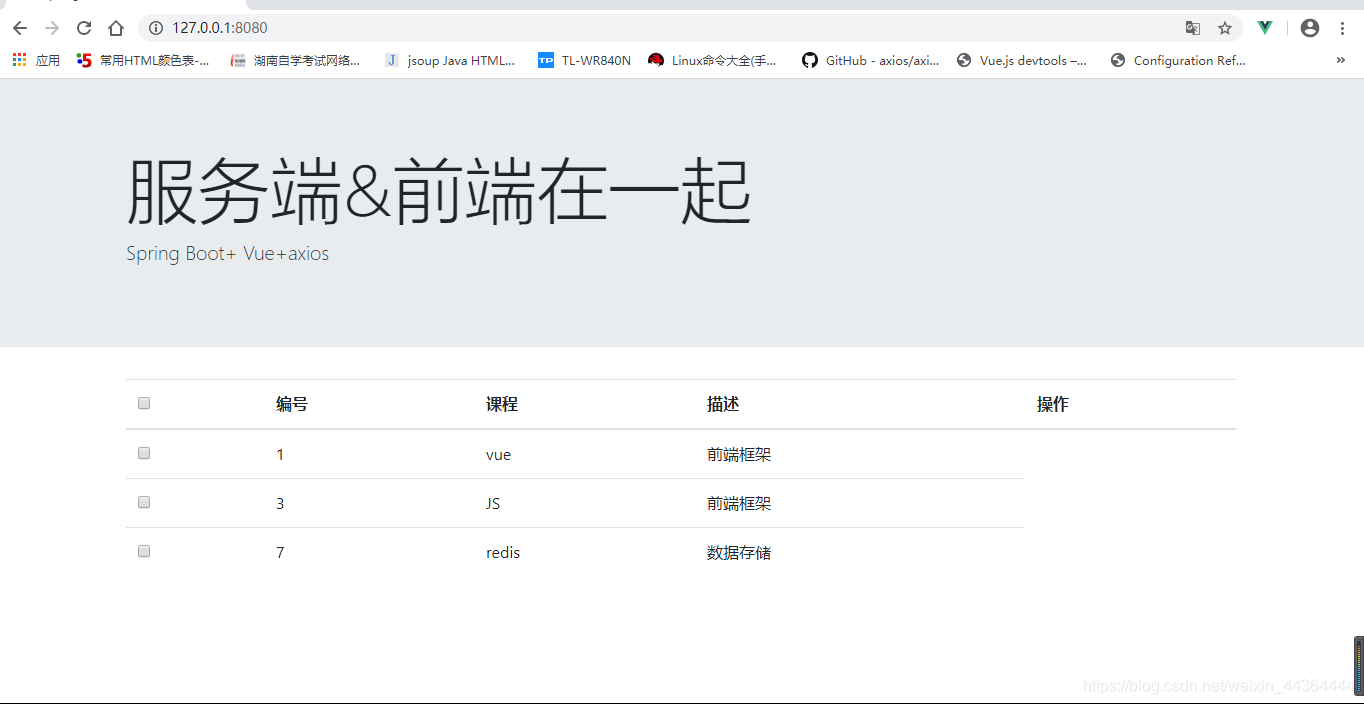 127.0.0.1:8080
应用 常用HTML颜色表-... 湖南自学考试网络... J jsoup Java HTML... TP TL-WR840N Linux命令大全(手... GitHub - axios/axi... Vue.js devtools –... Configuration Ref... »
服务端&前端在一起
Spring Boot+ Vue+axios
编号 课程 描述 操作
1 vue 前端框架
3 JS 前端框架
7 redis 数据存储
https://blog.csdn.net/weixin_44364444